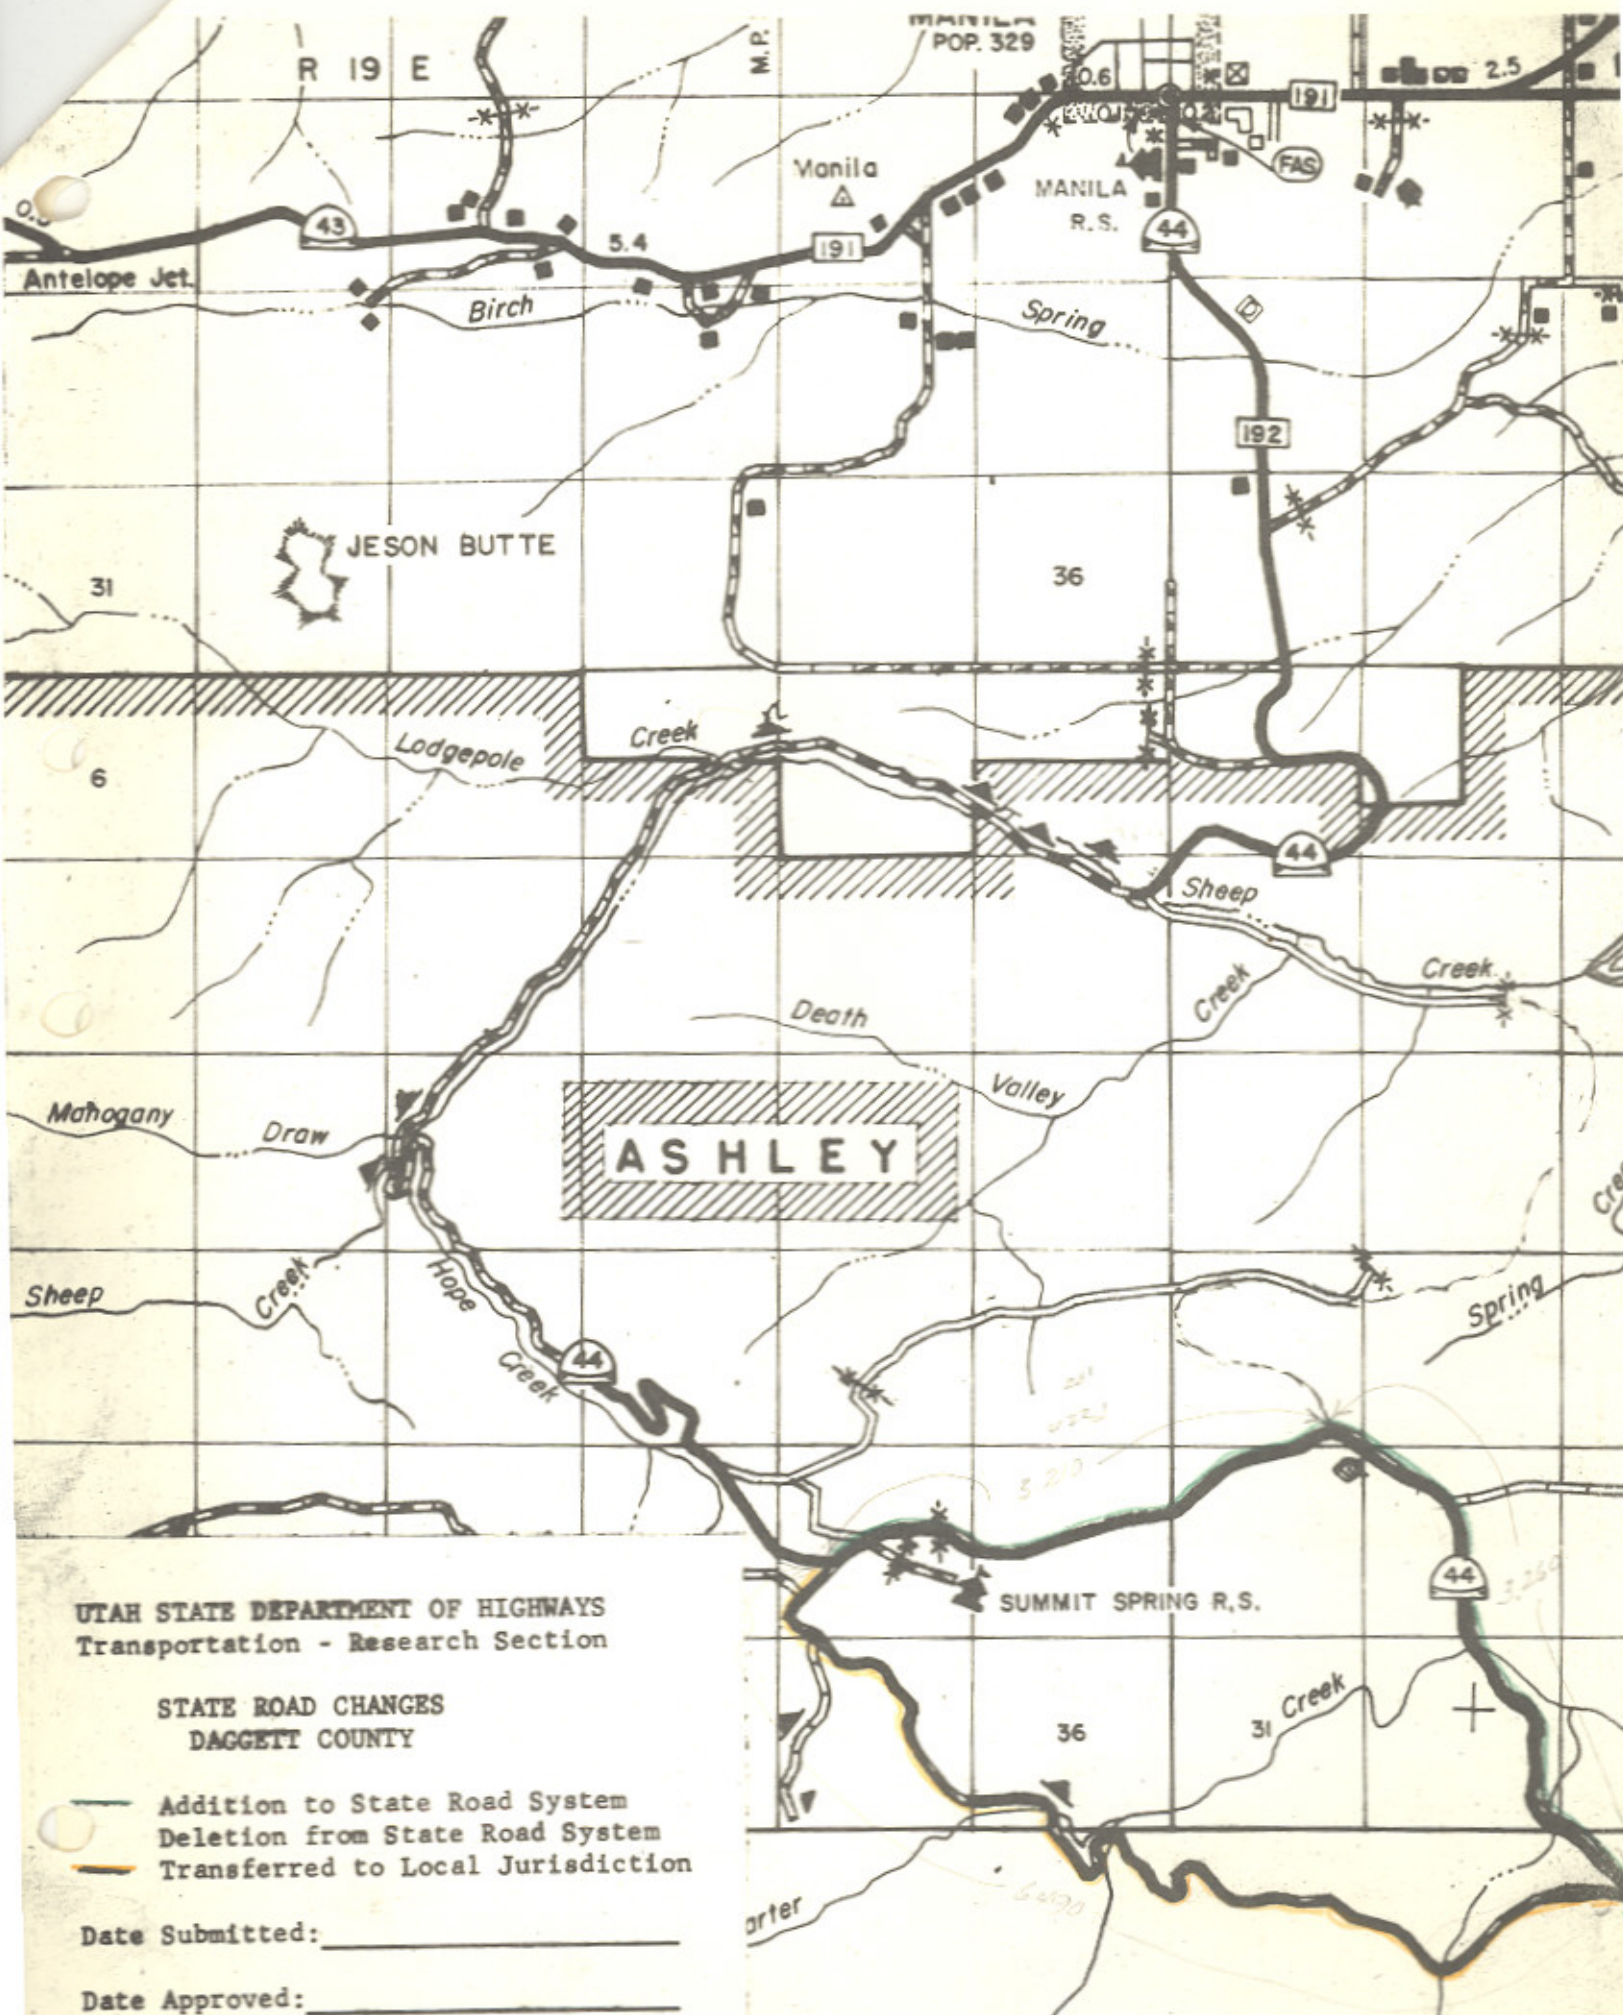 MANILA
POP. 329
R 19 E
M.P.
0.6
2.5
191
FAS
Manila
MANILA
R.S.
44
43
5.4
191
Antelope Jct.
Birch
Spring
192
JESON BUTTE
31
36
Creek
Lodgepole
6
44
Sheep
Creek
Creek
Death
Valley
Mahogany
Draw
ASHLEY
Sheep
Creek
Hope
Creek
44
Spring
SUMMIT SPRING R.S.
44
36
31
Creek
arter
UTAH STATE DEPARTMENT OF HIGHWAYS
Transportation - Research Section
STATE ROAD CHANGES
DAGGETT COUNTY
Addition to State Road System
Deletion from State Road System
Transferred to Local Jurisdiction
Date Submitted:
Date Approved: